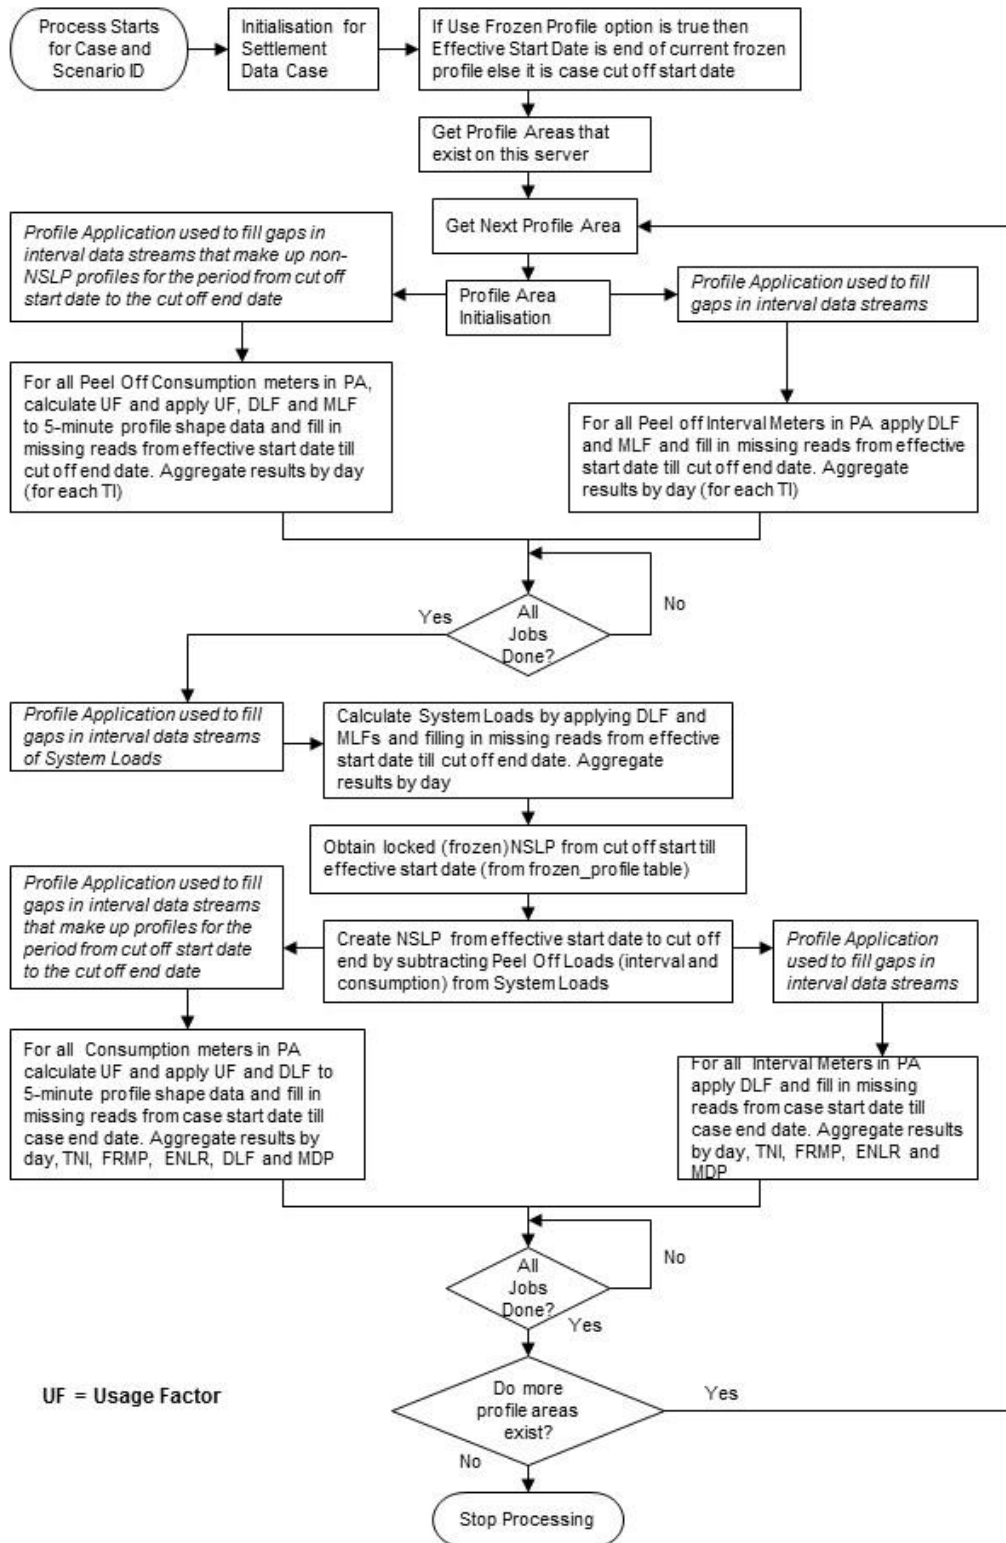 Process Starts
for Case and
Scenario ID
Initialisation for
Settlement
Data Case
If Use Frozen Profile option is true then
Effective Start Date is end of current frozen
profile else it is case cut off start date
Get Profile Areas that
exist on this server
Get Next Profile Area
Profile Application used to fill gaps in
interval data streams that make up non-
NSLP profiles for the period from cut off
start date to the cut off end date
Profile Area
Initialisation
Profile Application used to fill
gaps in interval data streams
For all Peel Off Consumption meters in PA,
calculate UF and apply UF, DLF and MLF
to 5-minute profile shape data and fill in
missing reads from effective start date till
cut off end date. Aggregate results by day
(for each TI)
For all Peel off Interval Meters in PA apply DLF
and MLF and fill in missing reads from effective
start date till cut off end date. Aggregate
results by day (for each TI)
All
Jobs
Done?
No
Yes
Profile Application used to fill
gaps in interval data streams
of System Loads
Calculate System Loads by applying DLF and
MLFs and filling in missing reads from effective
start date till cut off end date. Aggregate
results by day
Obtain locked (frozen) NSLP from cut off start till
effective start date (from frozen_profile table)
Profile Application used to fill
gaps in interval data streams
that make up profiles for the
period from cut off start date
to the cut off end date
Create NSLP from effective start date to cut off
end by subtracting Peel Off Loads (interval and
consumption) from System Loads
Profile Application
used to fill gaps in
interval data streams
For all Consumption meters in PA
calculate UF and apply UF and DLF to
5-minute profile shape data and fill in
missing reads from case start date till
case end date. Aggregate results by
day, TNI, FRMP, ENLR, DLF and MDP
For all Interval Meters in PA
apply DLF and fill in missing
reads from case start date till
case end date. Aggregate results
by day, TNI, FRMP, ENLR and
MDP
All
Jobs
Done?
No
Yes
Do more
profile areas
exist?
Yes
No
UF = Usage Factor
Stop Processing